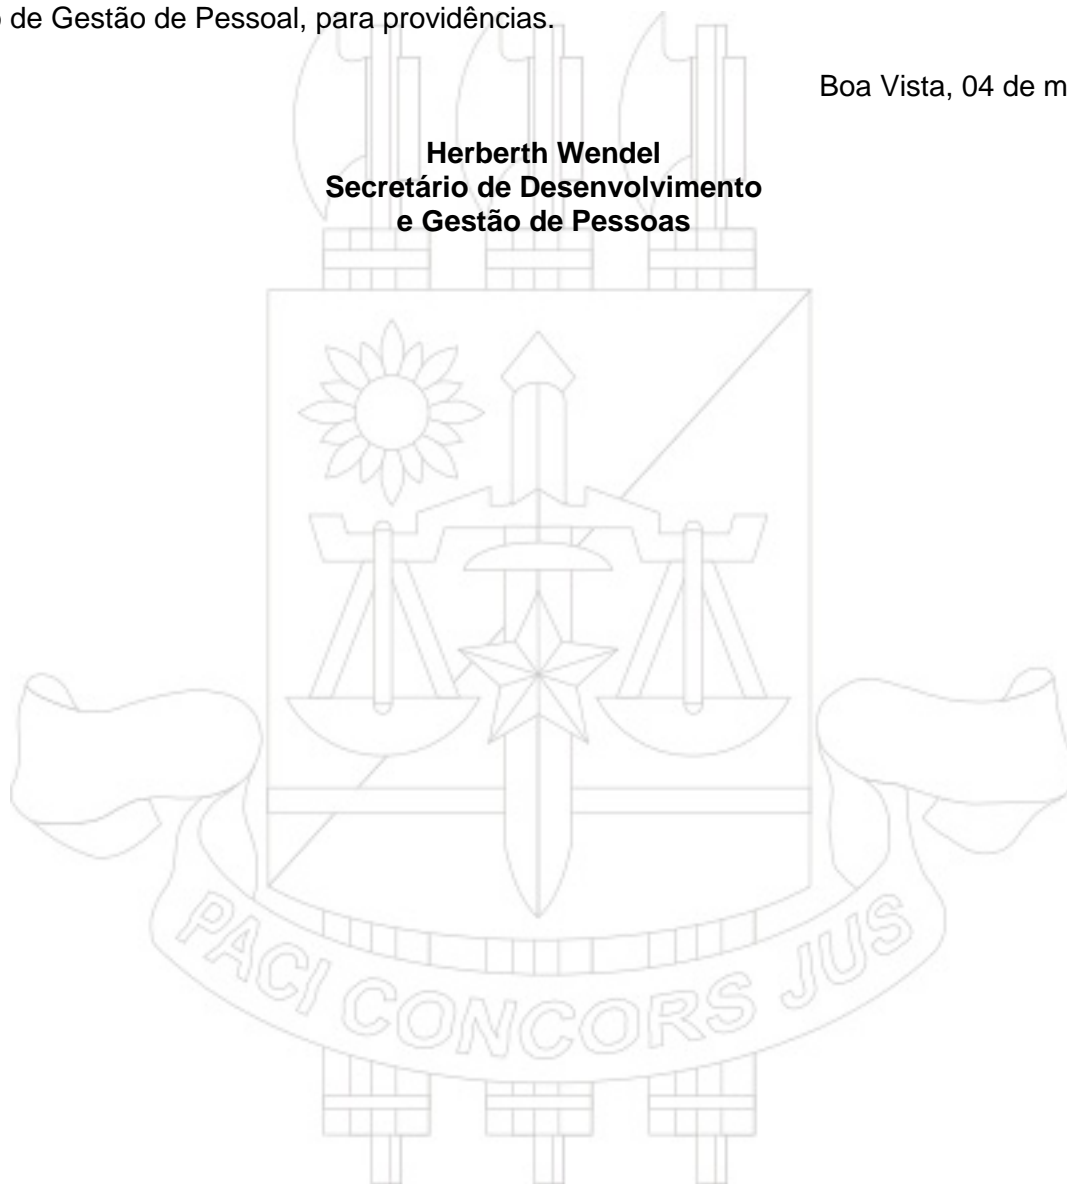 o de Gestão de Pessoal, para providências.
Boa Vista, 04 de m
Herberth Wendel
Secretário de Desenvolvimento
e Gestão de Pessoas
PACI CONCORS JUS